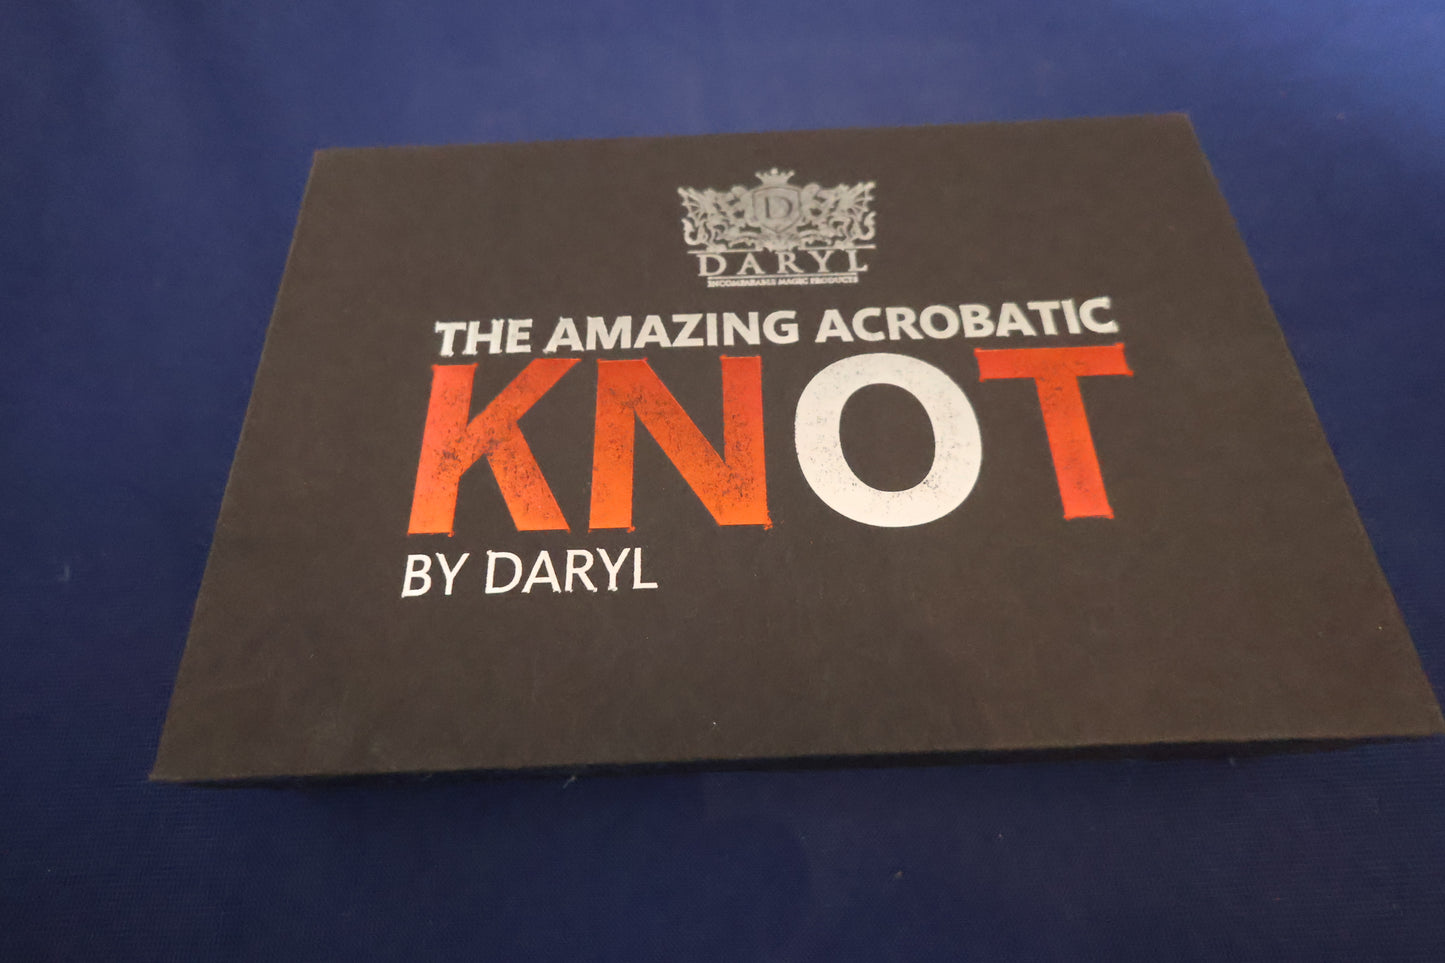 D
DARYL
INCOMPARABLE MAGIC PRODUCTS
THE AMAZING ACROBATIC
KNOT
BY DARYL